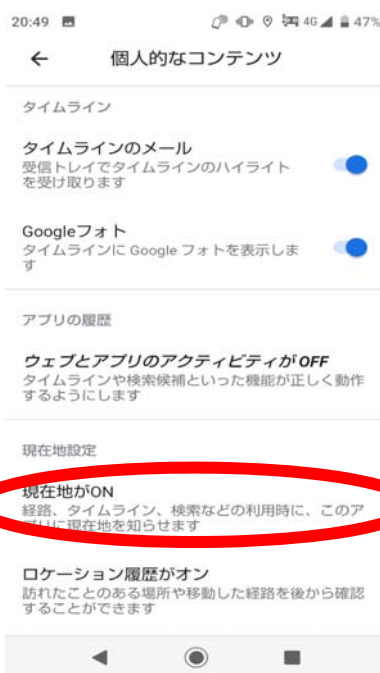 20:49 4G 47%
個人的なコンテンツ
タイムライン
タイムラインのメール
受信トレイでタイムラインのハイライト
を受け取ります
Googleフォト
タイムラインに Google フォトを表示しま
す
アプリの履歴
ウェブとアプリのアクティビティが OFF
タイムラインや検索候補といった機能が正しく動作
するようにします
現在地設定
現在地がON
経路、タイムライン、検索などの利用時に、このア
プリに現在地を知らせます
ロケーション履歴がオン
訪れたことのある場所や移動した経路を後から確認
することができます